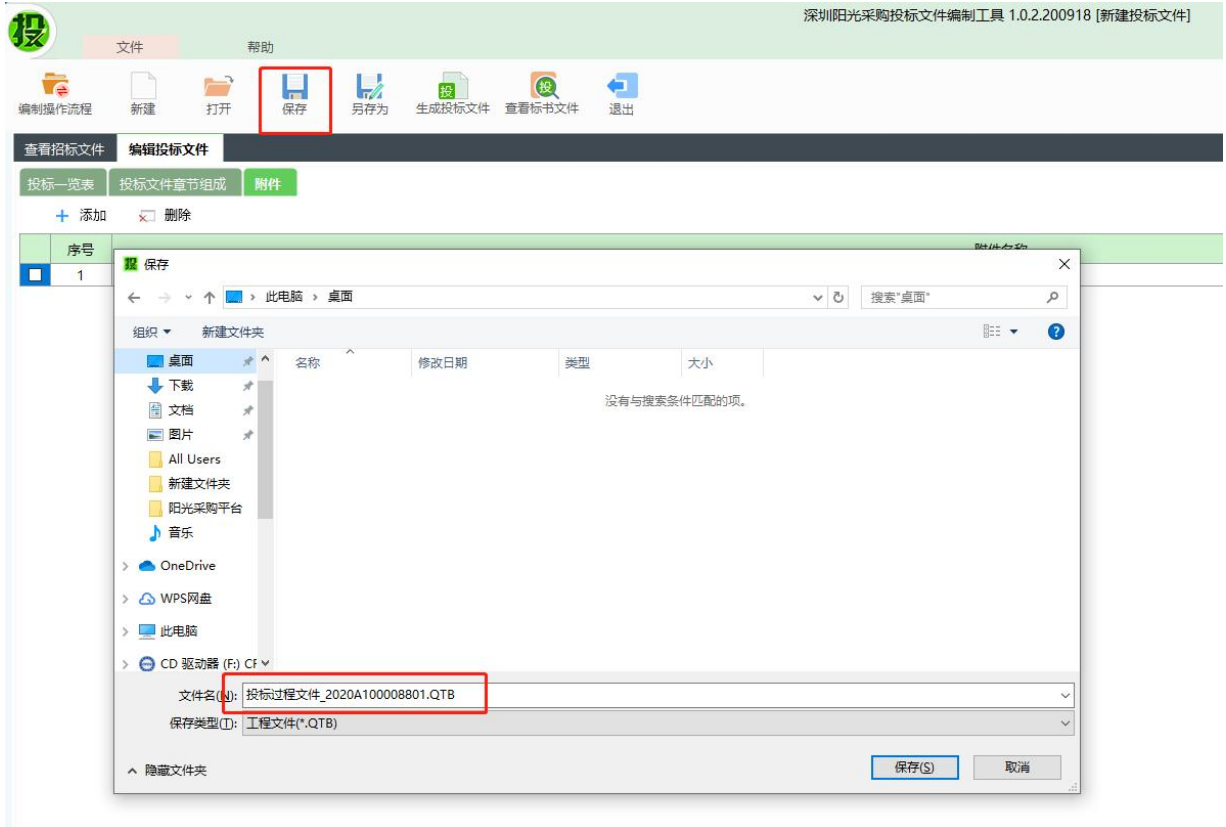 深圳阳光采购投标文件编制工具 1.0.2.200918 [新建投标文件]
投
文件 帮助
投 投
编制操作流程 新建 打开 保存 另存为 生成投标文件 查看标书文件 退出
查看招标文件 编辑投标文件
投标一览表 投标文件章节组成 附件
添加 删除
序号 附件名称
1
投 保存
此电脑 › 桌面 搜索"桌面"
组织 新建文件夹
桌面 名称 修改日期 类型 大小
下载
没有与搜索条件匹配的项。
文档
图片
All Users
新建文件夹
阳光采购平台
音乐
OneDrive
WPS网盘
此电脑
CD 驱动器 (F:) CF
文件名(N): 投标过程文件_2020A100008801.QTB
保存类型(T): 工程文件(*.QTB)
隐藏文件夹 保存(S) 取消